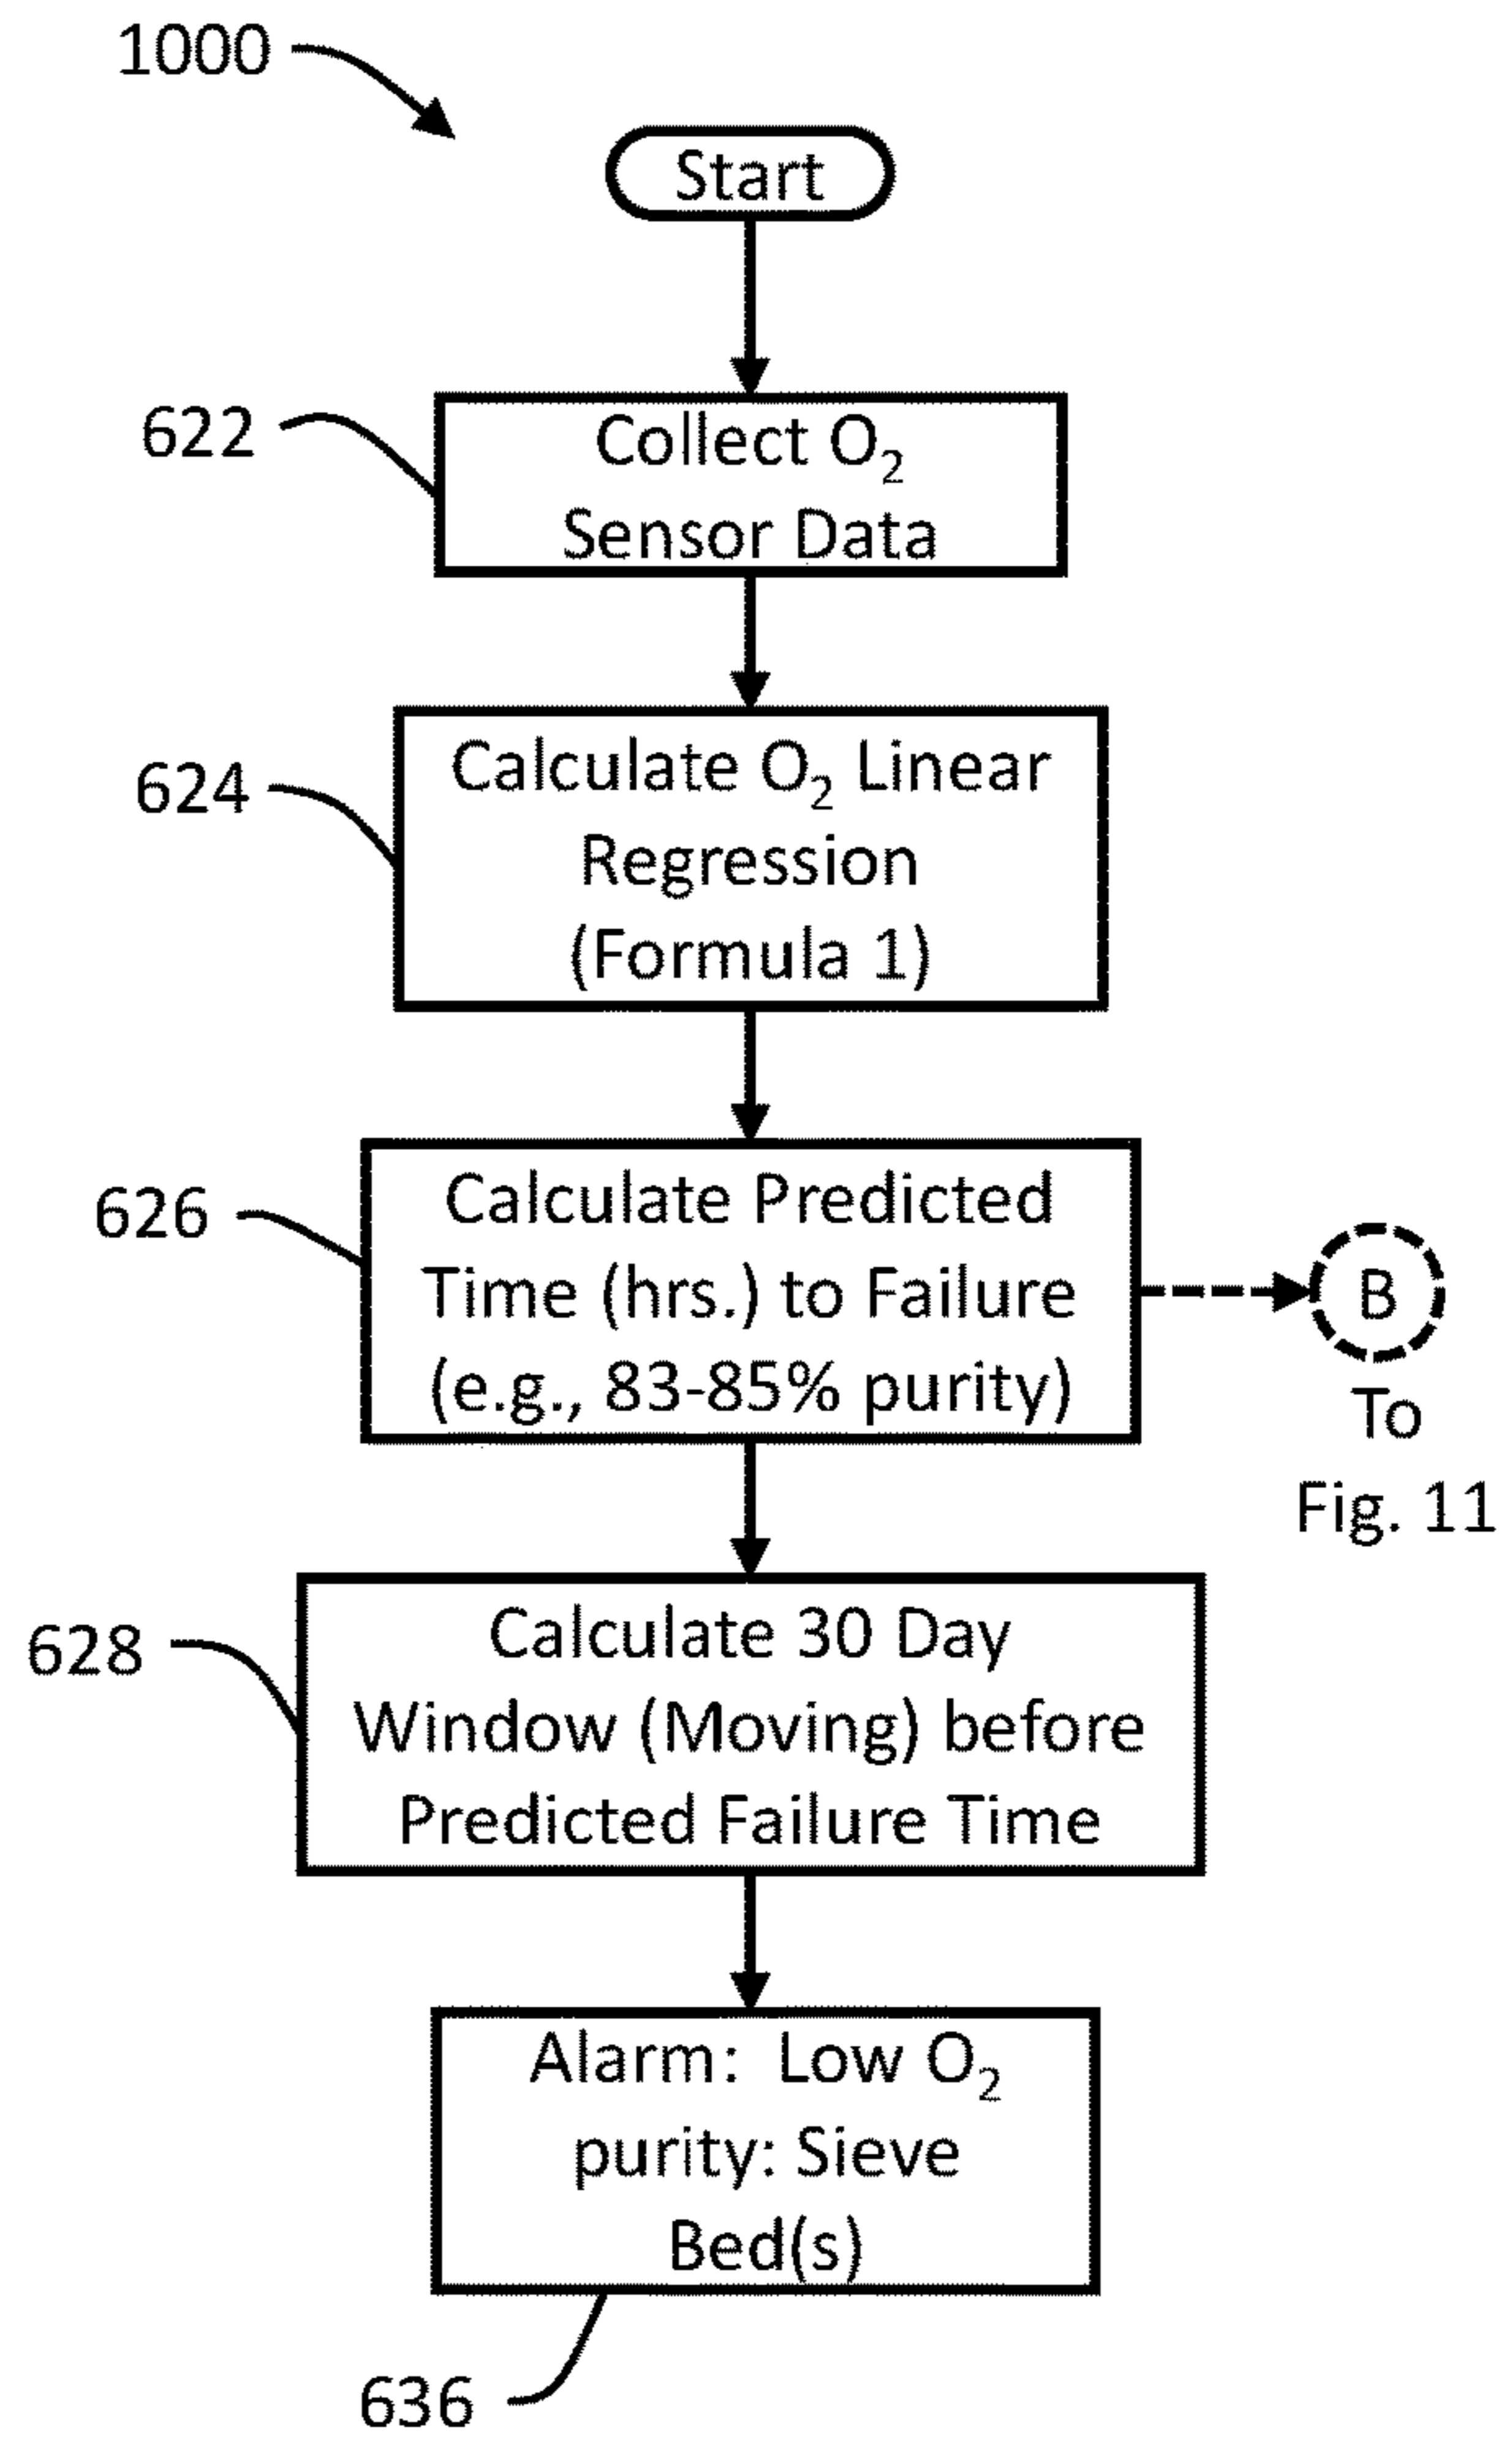 1000
Start
622
Collect O₂
Sensor Data
624
Calculate O₂ Linear
Regression
(Formula 1)
626
Calculate Predicted
Time (hrs.) to Failure
(e.g., 83-85% purity)
B
To
Fig. 11
628
Calculate 30 Day
Window (Moving) before
Predicted Failure Time
Alarm:  Low O₂
purity: Sieve
Bed(s)
636